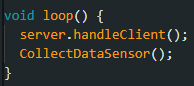 void loop() {
  server.handleClient();
  CollectDataSensor();
}